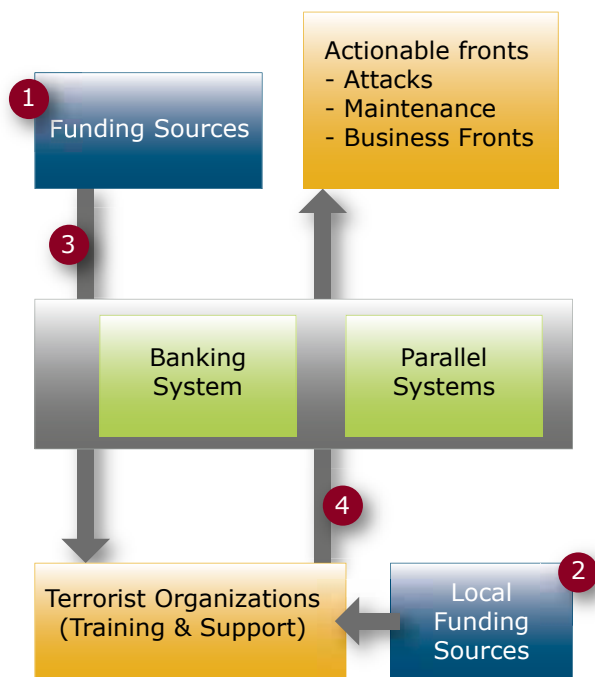 1
Funding Sources
Actionable fronts
- Attacks
- Maintenance
- Business Fronts
3
Banking
System
Parallel
Systems
4
Terrorist Organizations
(Training & Support)
2
Local
Funding
Sources